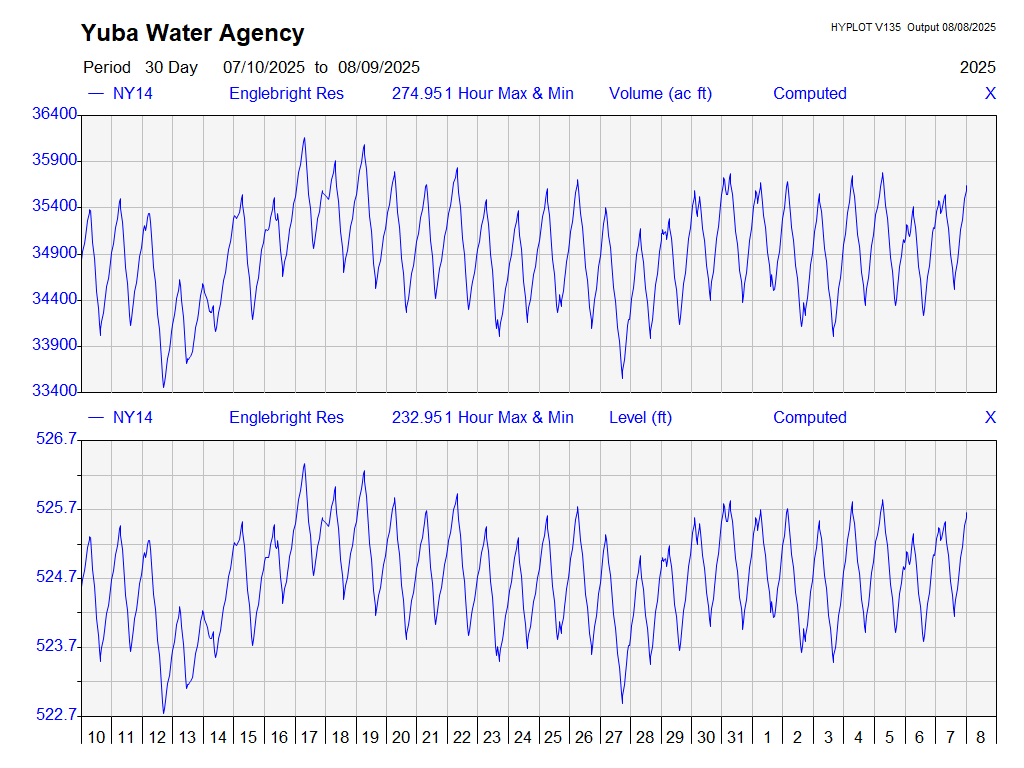 Yuba Water Agency
HYPLOT V135 Output 08/08/2025
Period 30 Day 07/10/2025 to 08/09/2025 2025
NY14 Englebright Res 274.951 Hour Max & Min Volume (ac ft) Computed X
36400
35900
35400
34900
34400
33900
33400
NY14 Englebright Res 232.951 Hour Max & Min Level (ft) Computed X
526.7
525.7
524.7
523.7
522.7
10 11 12 13 14 15 16 17 18 19 20 21 22 23 24 25 26 27 28 29 30 31 1 2 3 4 5 6 7 8